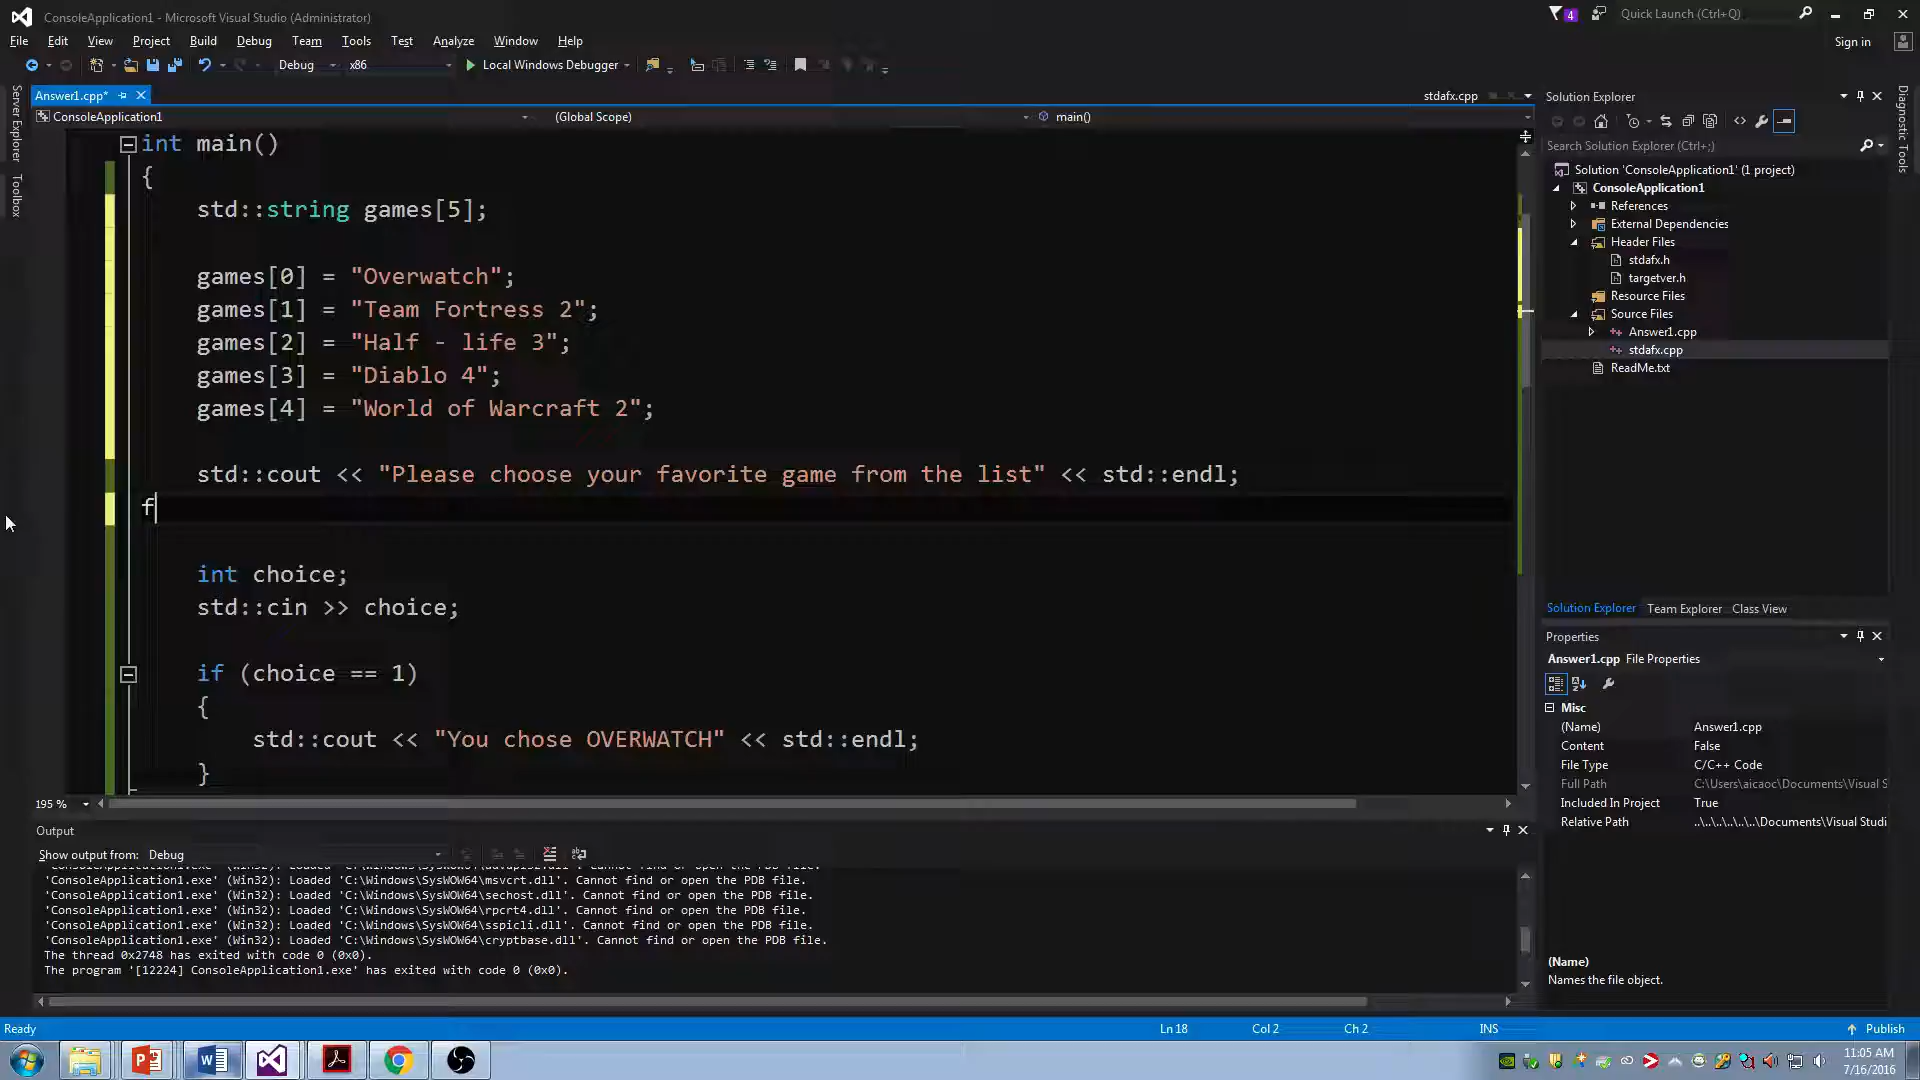 ConsoleApplication1 - Microsoft Visual Studio (Administrator)
4
Quick Launch (Ctrl+Q)
File Edit View Project Build Debug Team Tools Test Analyze Window Help
Sign in
Debug x86 Local Windows Debugger
Answer1.cpp*
stdafx.cpp
ConsoleApplication1 (Global Scope) main()
Server Explorer
Toolbox
int main()
{
std::string games[5];
games[0] = "Overwatch";
games[1] = "Team Fortress 2";
games[2] = "Half - life 3";
games[3] = "Diablo 4";
games[4] = "World of Warcraft 2";
std::cout << "Please choose your favorite game from the list" << std::endl;
f
int choice;
std::cin >> choice;
if (choice == 1)
{
std::cout << "You chose OVERWATCH" << std::endl;
}
195 %
Solution Explorer
Search Solution Explorer (Ctrl+;)
Solution 'ConsoleApplication1' (1 project)
ConsoleApplication1
References
External Dependencies
Header Files
stdafx.h
targetver.h
Resource Files
Source Files
Answer1.cpp
stdafx.cpp
ReadMe.txt
Solution Explorer Team Explorer Class View
Diagnostic Tools
Properties
Answer1.cpp File Properties
Misc
(Name) Answer1.cpp
Content False
File Type C/C++ Code
Full Path C:\Users\aicaoc\Documents\Visual S
Included In Project True
Relative Path ..\..\..\..\..\Documents\Visual Studi
(Name)
Names the file object.
Output
Show output from: Debug
'ConsoleApplication1.exe' (Win32): Loaded 'C:\Windows\SysWOW64\msvcrt.dll'. Cannot find or open the PDB file.
'ConsoleApplication1.exe' (Win32): Loaded 'C:\Windows\SysWOW64\sechost.dll'. Cannot find or open the PDB file.
'ConsoleApplication1.exe' (Win32): Loaded 'C:\Windows\SysWOW64\rpcrt4.dll'. Cannot find or open the PDB file.
'ConsoleApplication1.exe' (Win32): Loaded 'C:\Windows\SysWOW64\sspicli.dll'. Cannot find or open the PDB file.
'ConsoleApplication1.exe' (Win32): Loaded 'C:\Windows\SysWOW64\cryptbase.dll'. Cannot find or open the PDB file.
The thread 0x2748 has exited with code 0 (0x0).
The program '[12224] ConsoleApplication1.exe' has exited with code 0 (0x0).
Ready Ln 18 Col 2 Ch 2 INS Publish
11:05 AM
7/16/2016